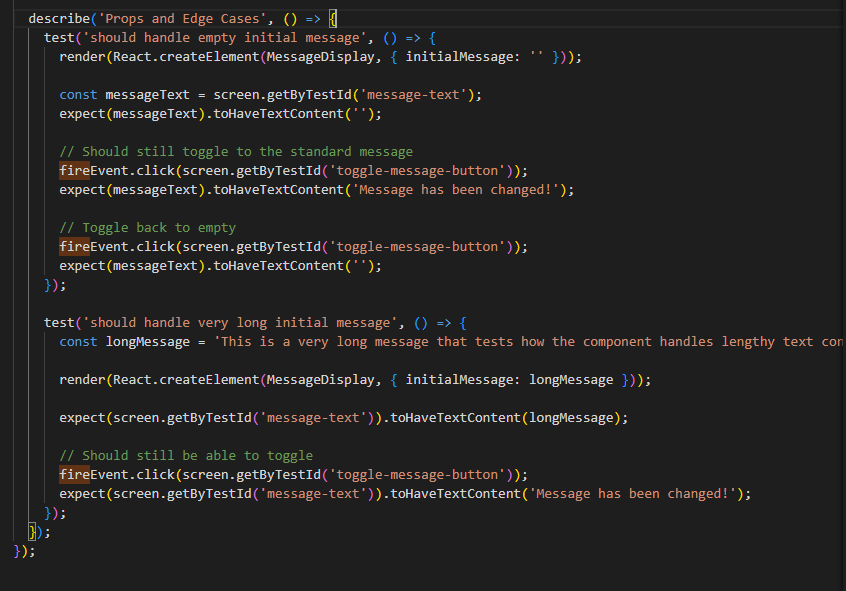 describe('Props and Edge Cases', () => {
test('should handle empty initial message', () => {
render(React.createElement(MessageDisplay, { initialMessage: '' }));
const messageText = screen.getByTestId('message-text');
expect(messageText).toHaveTextContent('');
// Should still toggle to the standard message
fireEvent.click(screen.getByTestId('toggle-message-button'));
expect(messageText).toHaveTextContent('Message has been changed!');
// Toggle back to empty
fireEvent.click(screen.getByTestId('toggle-message-button'));
expect(messageText).toHaveTextContent('');
});
test('should handle very long initial message', () => {
const longMessage = 'This is a very long message that tests how the component handles lengthy text con
render(React.createElement(MessageDisplay, { initialMessage: longMessage }));
expect(screen.getByTestId('message-text')).toHaveTextContent(longMessage);
// Should still be able to toggle
fireEvent.click(screen.getByTestId('toggle-message-button'));
expect(screen.getByTestId('message-text')).toHaveTextContent('Message has been changed!');
});
});
});